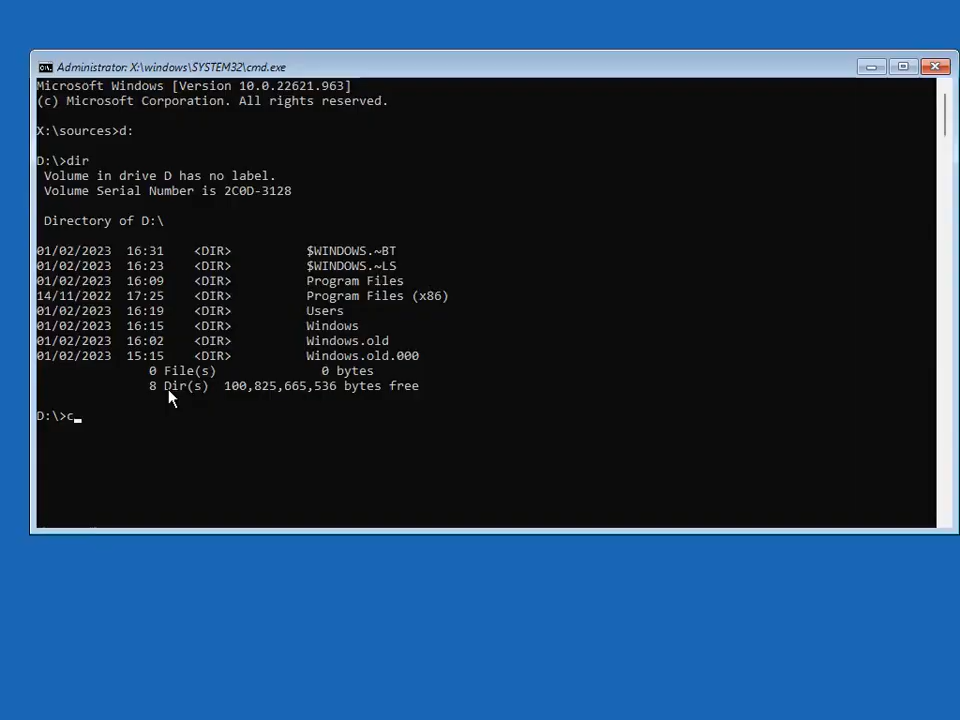 Administrator: X:\windows\SYSTEM32\cmd.exe
Microsoft Windows [Version 10.0.22621.963]
(c) Microsoft Corporation. All rights reserved.
X:\sources>d:
D:\>dir
Volume in drive D has no label.
Volume Serial Number is 2C0D-3128
Directory of D:\
01/02/2023 16:31 <DIR> $WINDOWS.~BT
01/02/2023 16:23 <DIR> $WINDOWS.~LS
01/02/2023 16:09 <DIR> Program Files
14/11/2022 17:25 <DIR> Program Files (x86)
01/02/2023 16:19 <DIR> Users
01/02/2023 16:15 <DIR> Windows
01/02/2023 16:02 <DIR> Windows.old
01/02/2023 15:15 <DIR> Windows.old.000
0 File(s) 0 bytes
8 Dir(s) 100,825,665,536 bytes free
D:\>c